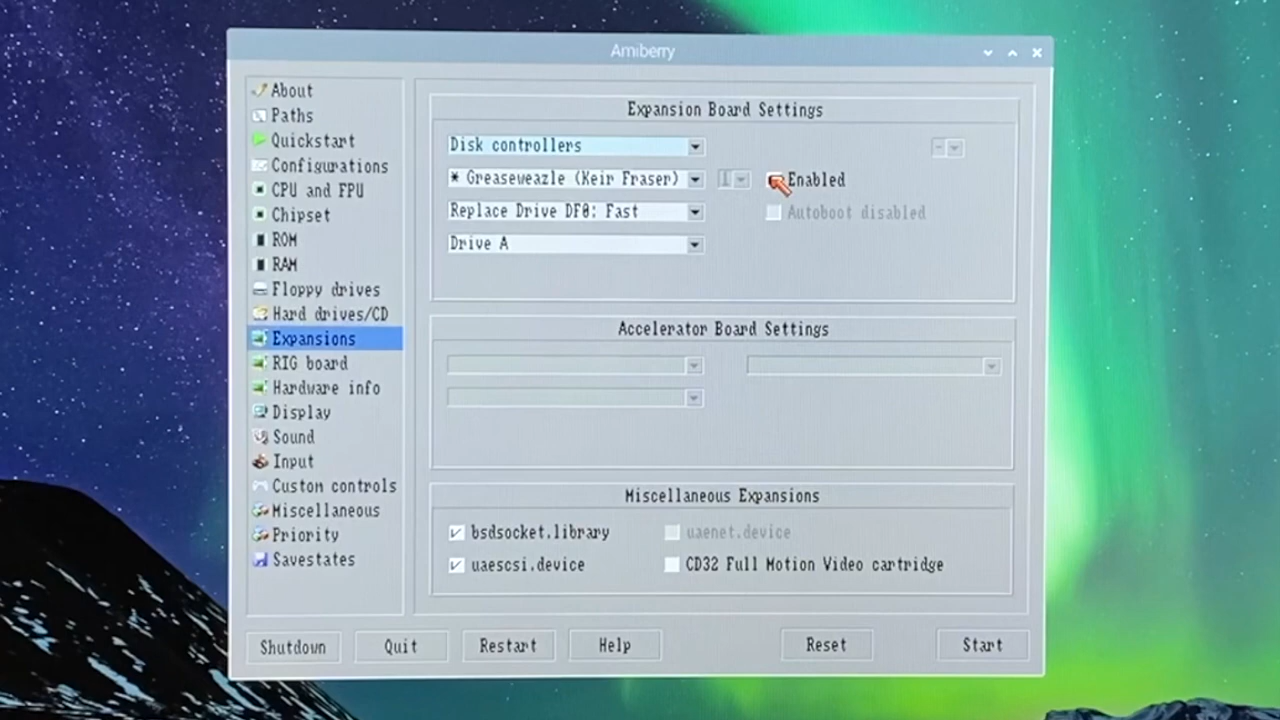 Amiberry
About
Paths
Quickstart
Configurations
CPU and FPU
Chipset
ROM
RAM
Floppy drives
Hard drives/CD
Expansions
RTG board
Hardware info
Display
Sound
Input
Custom controls
Miscellaneous
Priority
Savestates
Expansion Board Settings
Disk controllers
-
* Greaseweazle (Keir Fraser)
1
Enabled
Replace Drive DF0: Fast
Autoboot disabled
Drive A
Accelerator Board Settings
Miscellaneous Expansions
bsdsocket.library
uaenet.device
uaescsi.device
CD32 Full Motion Video cartridge
Shutdown
Quit
Restart
Help
Reset
Start